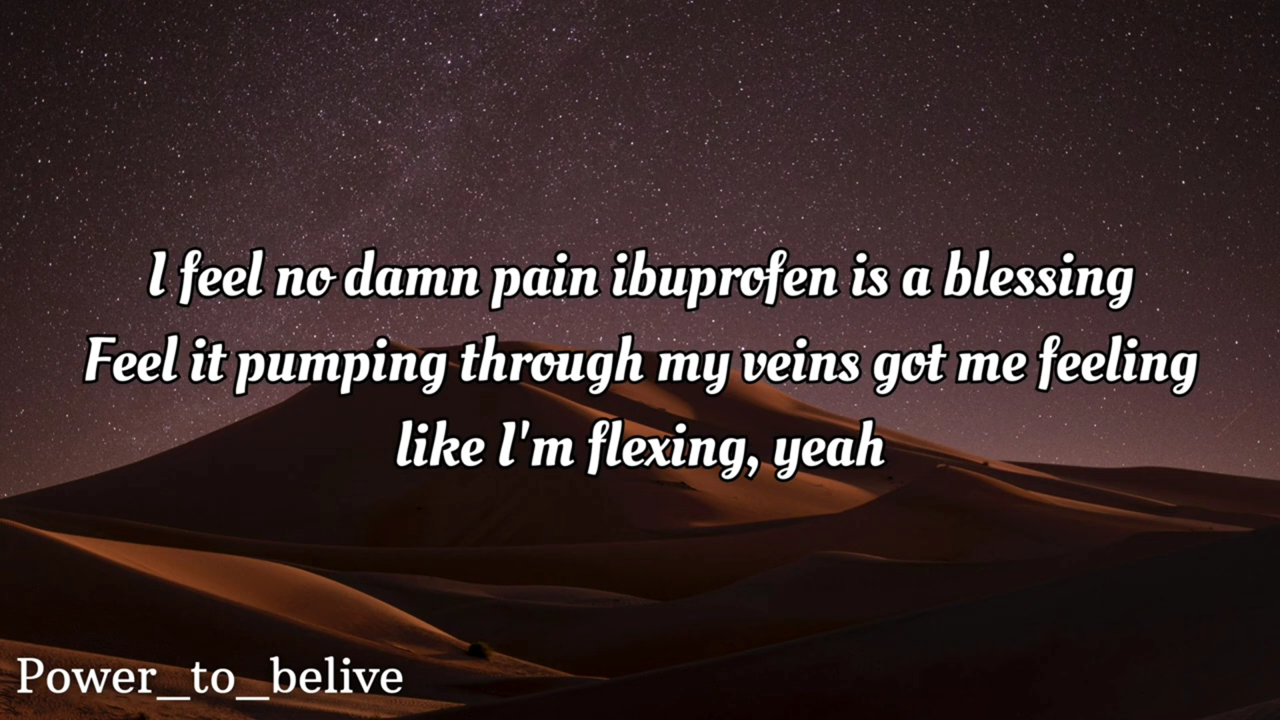 I feel no damn pain ibuprofen is a blessing
Feel it pumping through my veins got me feeling
like I'm flexing, yeah
Power_to_belive